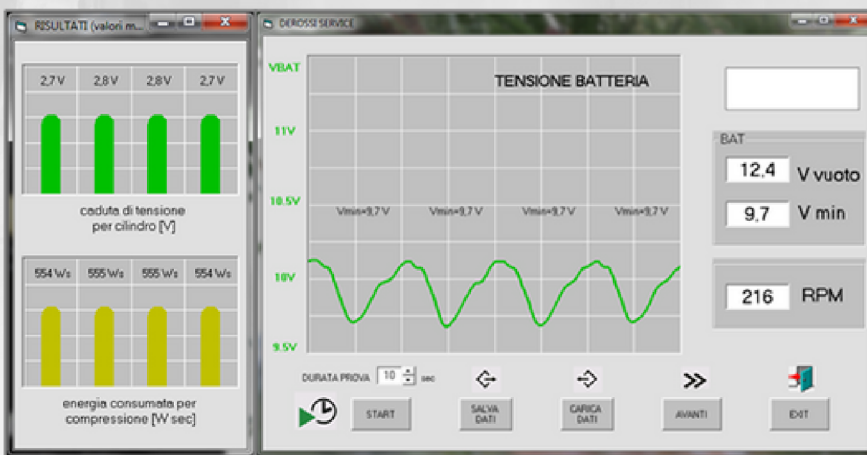 RISULTATI (valori m...
2,7 V 2,8 V 2,8 V 2,7 V
caduta di tensione
per cilindro [V]
554 Ws 555 Ws 555 Ws 554 Ws
energia consumata per
compressione [W sec]
DEROSSI SERVICE
VBAT
TENSIONE BATTERIA
11V
10.5V
Vmin=9,7 V Vmin=9,7 V Vmin=9,7 V Vmin=9,7 V
10V
9.5V
BAT
12,4 V vuoto
9,7 V min
216 RPM
DURATA PROVA 10 sec
START
SALVA
DATI
CARICA
DATI
AVANTI
EXIT